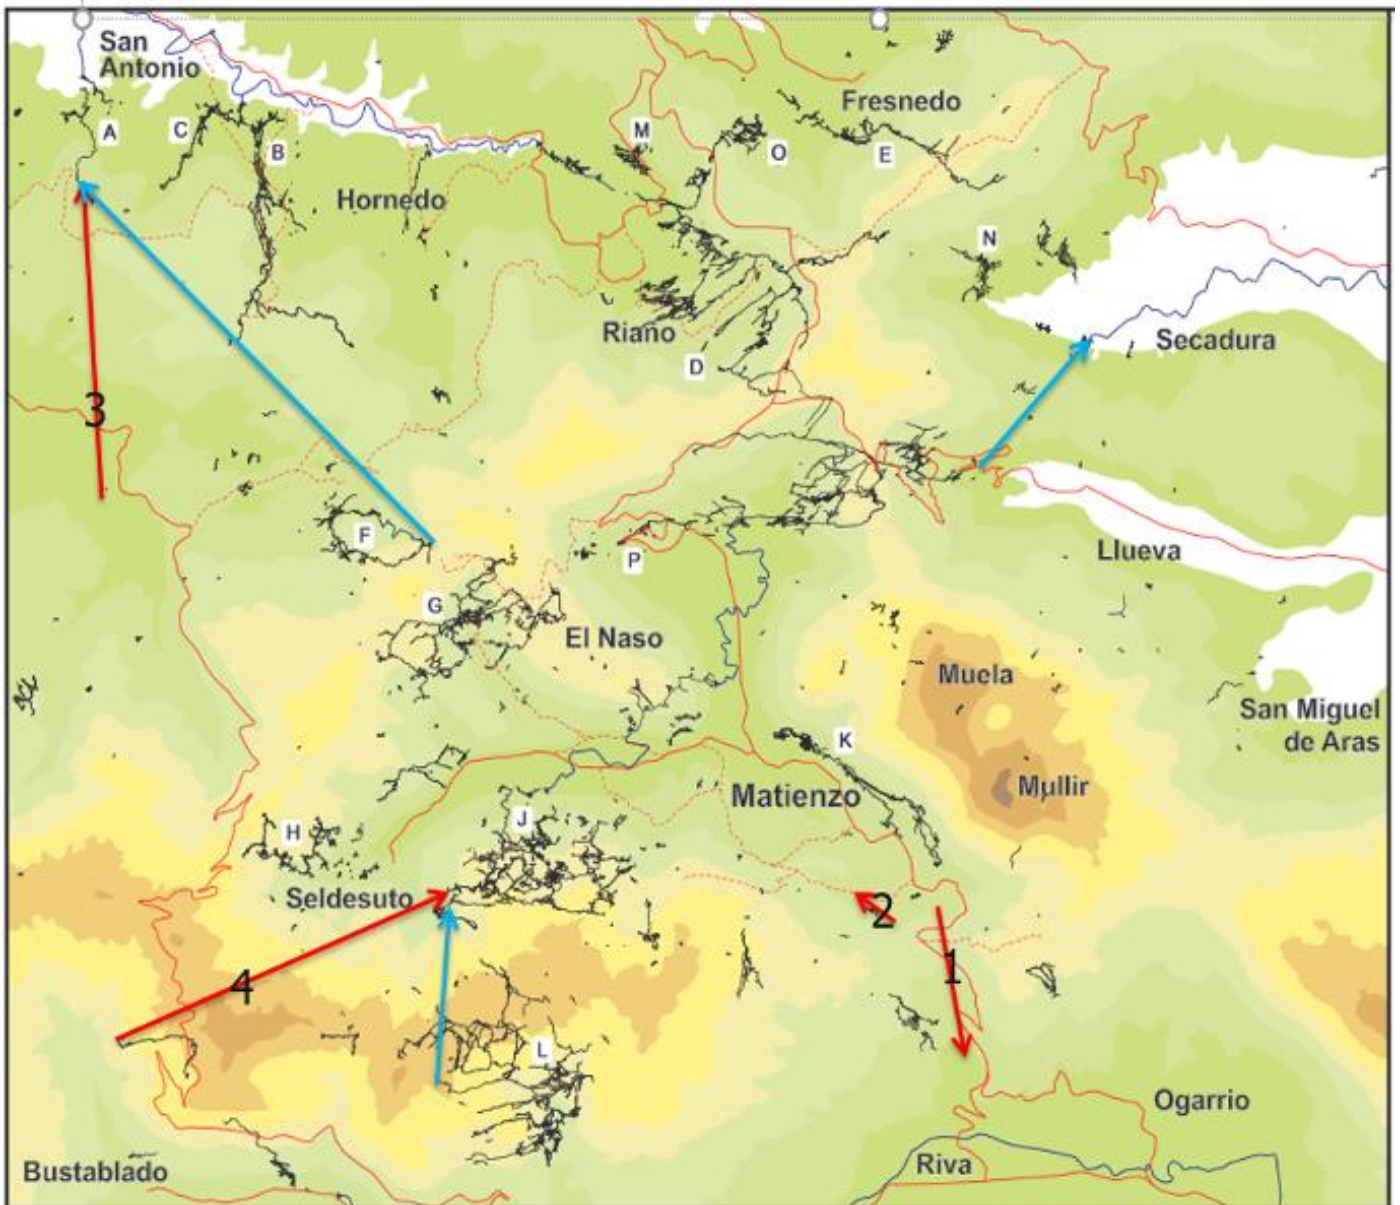 San
Antonio
Fresnedo
A
C
B
M
O
E
Hornedo
N
Riaño
D
Secadura
3
F
P
Llueva
G
El Naso
Muela
San Miguel
de Aras
K
Mullir
Matienzo
J
H
Seldesuto
2
1
4
L
Ogarrio
Bustablado
Riva